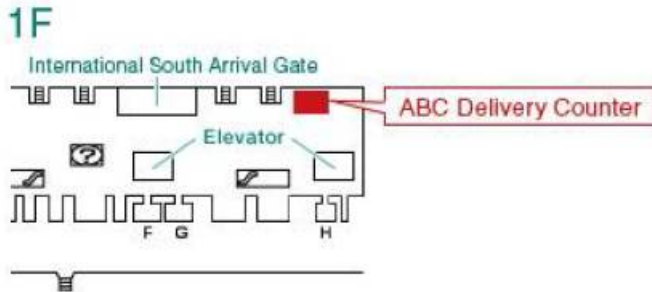 1F
International South Arrival Gate
ABC Delivery Counter
Elevator
?
F G H